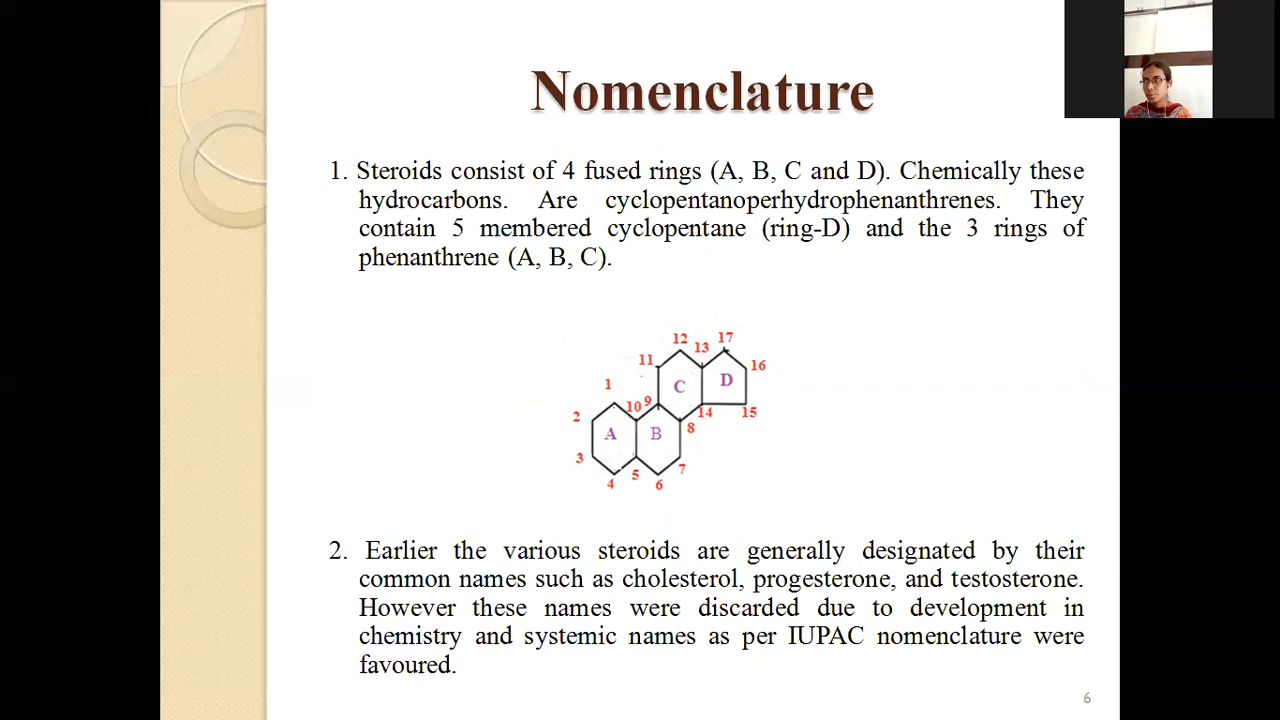 Nomenclature
1. Steroids consist of 4 fused rings (A, B, C and D). Chemically these
hydrocarbons. Are cyclopentanoperhydrophenanthrenes. They
contain 5 membered cyclopentane (ring-D) and the 3 rings of
phenanthrene (A, B, C).
12 13 17
11 16
C D
1
2 10 9 14 15
A B 8
3 5 7
4 6
2. Earlier the various steroids are generally designated by their
common names such as cholesterol, progesterone, and testosterone.
However these names were discarded due to development in
chemistry and systemic names as per IUPAC nomenclature were
favoured.
6